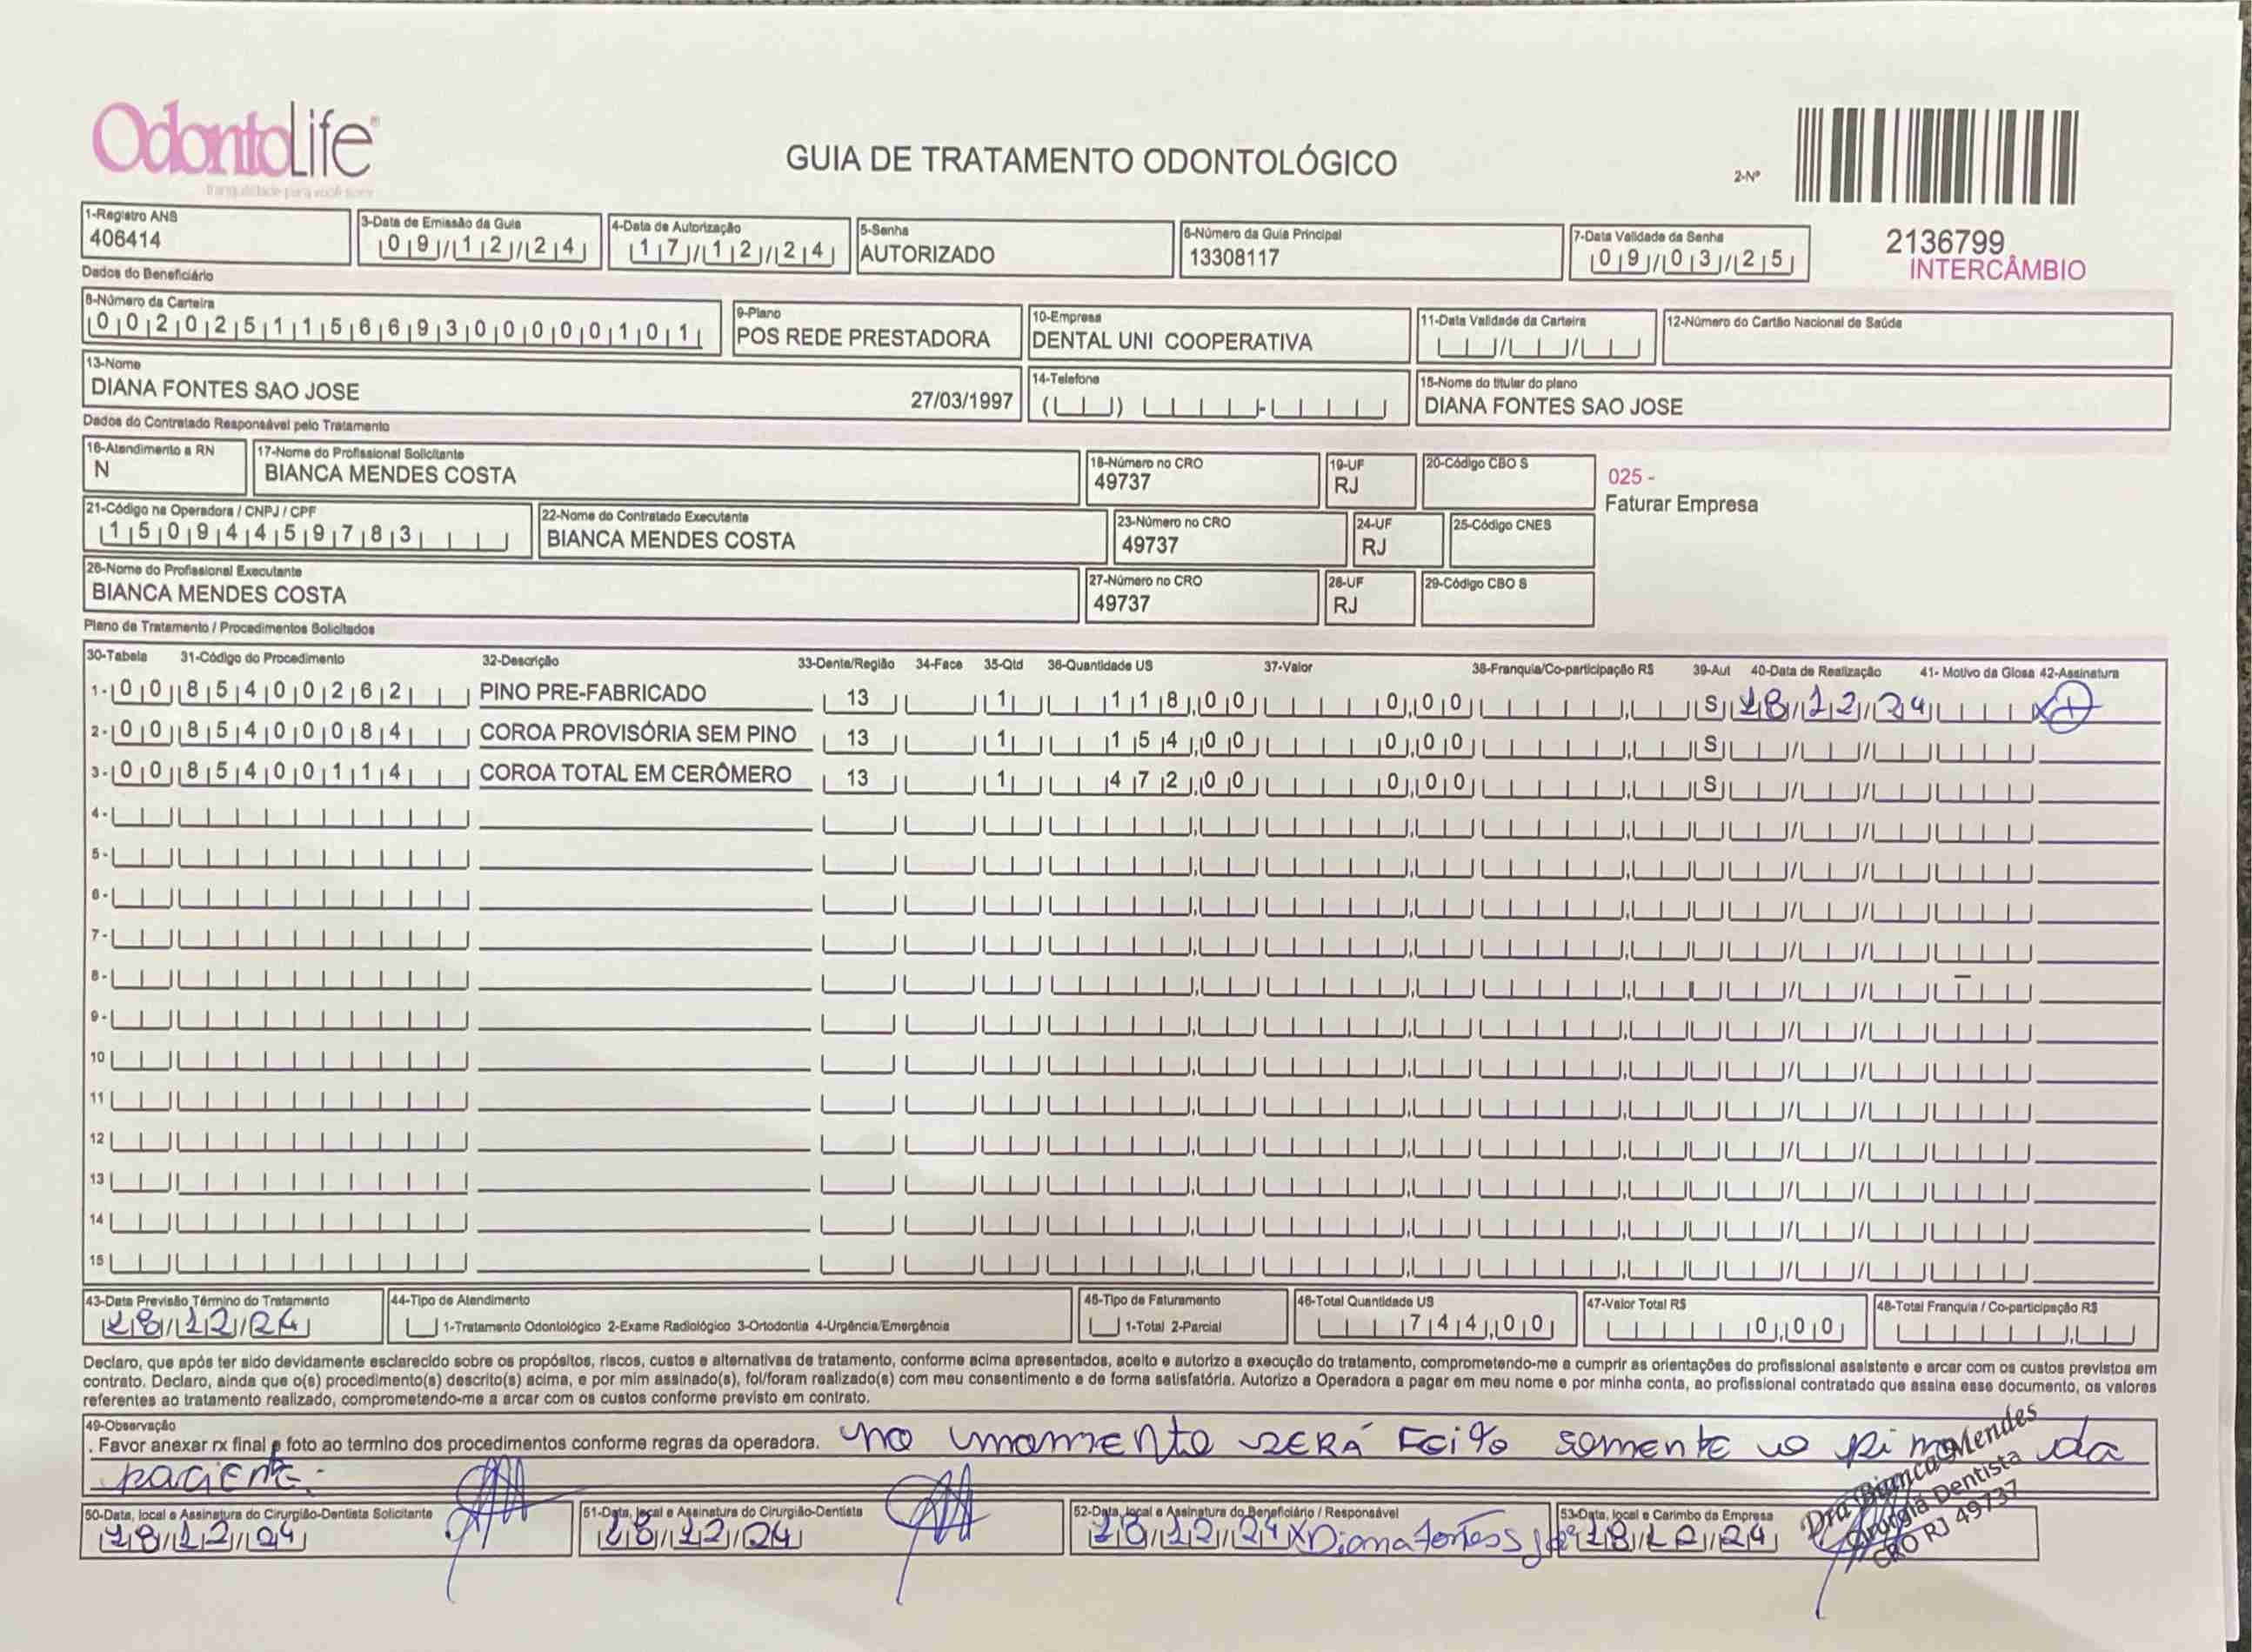 OdontoLife®
tranquilidade para você sorrir
GUIA DE TRATAMENTO ODONTOLÓGICO
2-Nº
2136799
INTERCÂMBIO
1-Registro ANS
406414
3-Data de Emissão da Guia
09/12/24
4-Data de Autorização
17/12/24
5-Senha
AUTORIZADO
6-Número da Guia Principal
13308117
7-Data Validade da Senha
09/03/25
Dados do Beneficiário
8-Número da Carteira
002025115669300000101
9-Plano
POS REDE PRESTADORA
10-Empresa
DENTAL UNI COOPERATIVA
11-Data Validade da Carteira
12-Número do Cartão Nacional de Saúde
13-Nome
DIANA FONTES SAO JOSE 27/03/1997
14-Telefone
15-Nome do titular do plano
DIANA FONTES SAO JOSE
Dados do Contratado Responsável pelo Tratamento
16-Atendimento a RN
N
17-Nome do Profissional Solicitante
BIANCA MENDES COSTA
18-Número no CRO
49737
19-UF
RJ
20-Código CBO S
025 -
Faturar Empresa
21-Código na Operadora / CNPJ / CPF
15094459783
22-Nome do Contratado Executante
BIANCA MENDES COSTA
23-Número no CRO
49737
24-UF
RJ
25-Código CNES
26-Nome do Profissional Executante
BIANCA MENDES COSTA
27-Número no CRO
49737
28-UF
RJ
29-Código CBO S
Plano de Tratamento / Procedimentos Solicitados
30-Tabela 31-Código do Procedimento 32-Descrição 33-Dente/Região 34-Face 35-Qtd 36-Quantidade US 37-Valor 38-Franquia/Co-participação R$ 39-Aut 40-Data de Realização 41- Motivo da Glosa 42-Assinatura
1- 00 85400262 PINO PRE-FABRICADO 13 1 118,00 0,00 S 18/12/24
2- 00 85400084 COROA PROVISÓRIA SEM PINO 13 1 154,00 0,00 S
3- 00 85400114 COROA TOTAL EM CERÔMERO 13 1 472,00 0,00 S
4-
5-
6-
7-
8-
9-
10
11
12
13
14
15
43-Data Previsão Término do Tratamento
18/12/24
44-Tipo de Atendimento
1-Tratamento Odontológico 2-Exame Radiológico 3-Ortodontia 4-Urgência/Emergência
45-Tipo de Faturamento
1-Total 2-Parcial
46-Total Quantidade US
744,00
47-Valor Total R$
0,00
48-Total Franquia / Co-participação R$
Declaro, que após ter sido devidamente esclarecido sobre os propósitos, riscos, custos e alternativas de tratamento, conforme acima apresentados, aceito e autorizo a execução do tratamento, comprometendo-me a cumprir as orientações do profissional assistente e arcar com os custos previstos em
contrato. Declaro, ainda que o(s) procedimento(s) descrito(s) acima, e por mim assinado(s), foi/foram realizado(s) com meu consentimento e de forma satisfatória. Autorizo a Operadora a pagar em meu nome e por minha conta, ao profissional contratado que assina esse documento, os valores
referentes ao tratamento realizado, comprometendo-me a arcar com os custos conforme previsto em contrato.
49-Observação
. Favor anexar rx final e foto ao termino dos procedimentos conforme regras da operadora. no momento SERÁ FEito somente o pino da
paciente.
50-Data, local e Assinatura do Cirurgião-Dentista Solicitante
18/12/24
51-Data, local e Assinatura do Cirurgião-Dentista
18/12/24
52-Data, local e Assinatura do Beneficiário / Responsável
18/12/24 X Diana Fontes S José
53-Data, local e Carimbo da Empresa
18/12/24
Dra Bianca Mendes
Cirurgiã Dentista
CRO RJ 49737